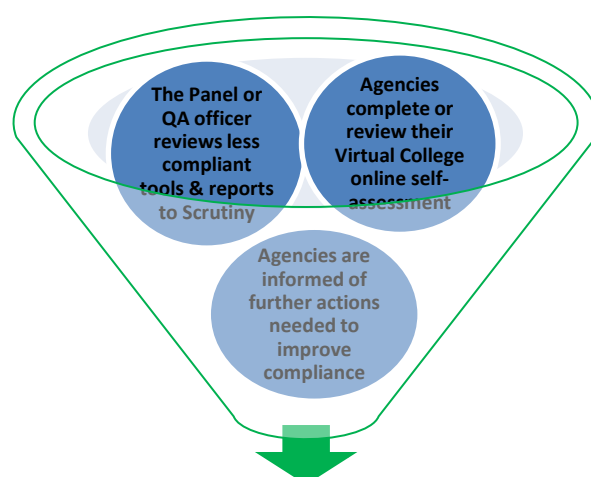 The Panel or
QA officer
reviews less
compliant
tools & reports
to Scrutiny
Agencies
complete or
review their
Virtual College
online self-
assessment
Agencies are
informed of
further actions
needed to
improve
compliance